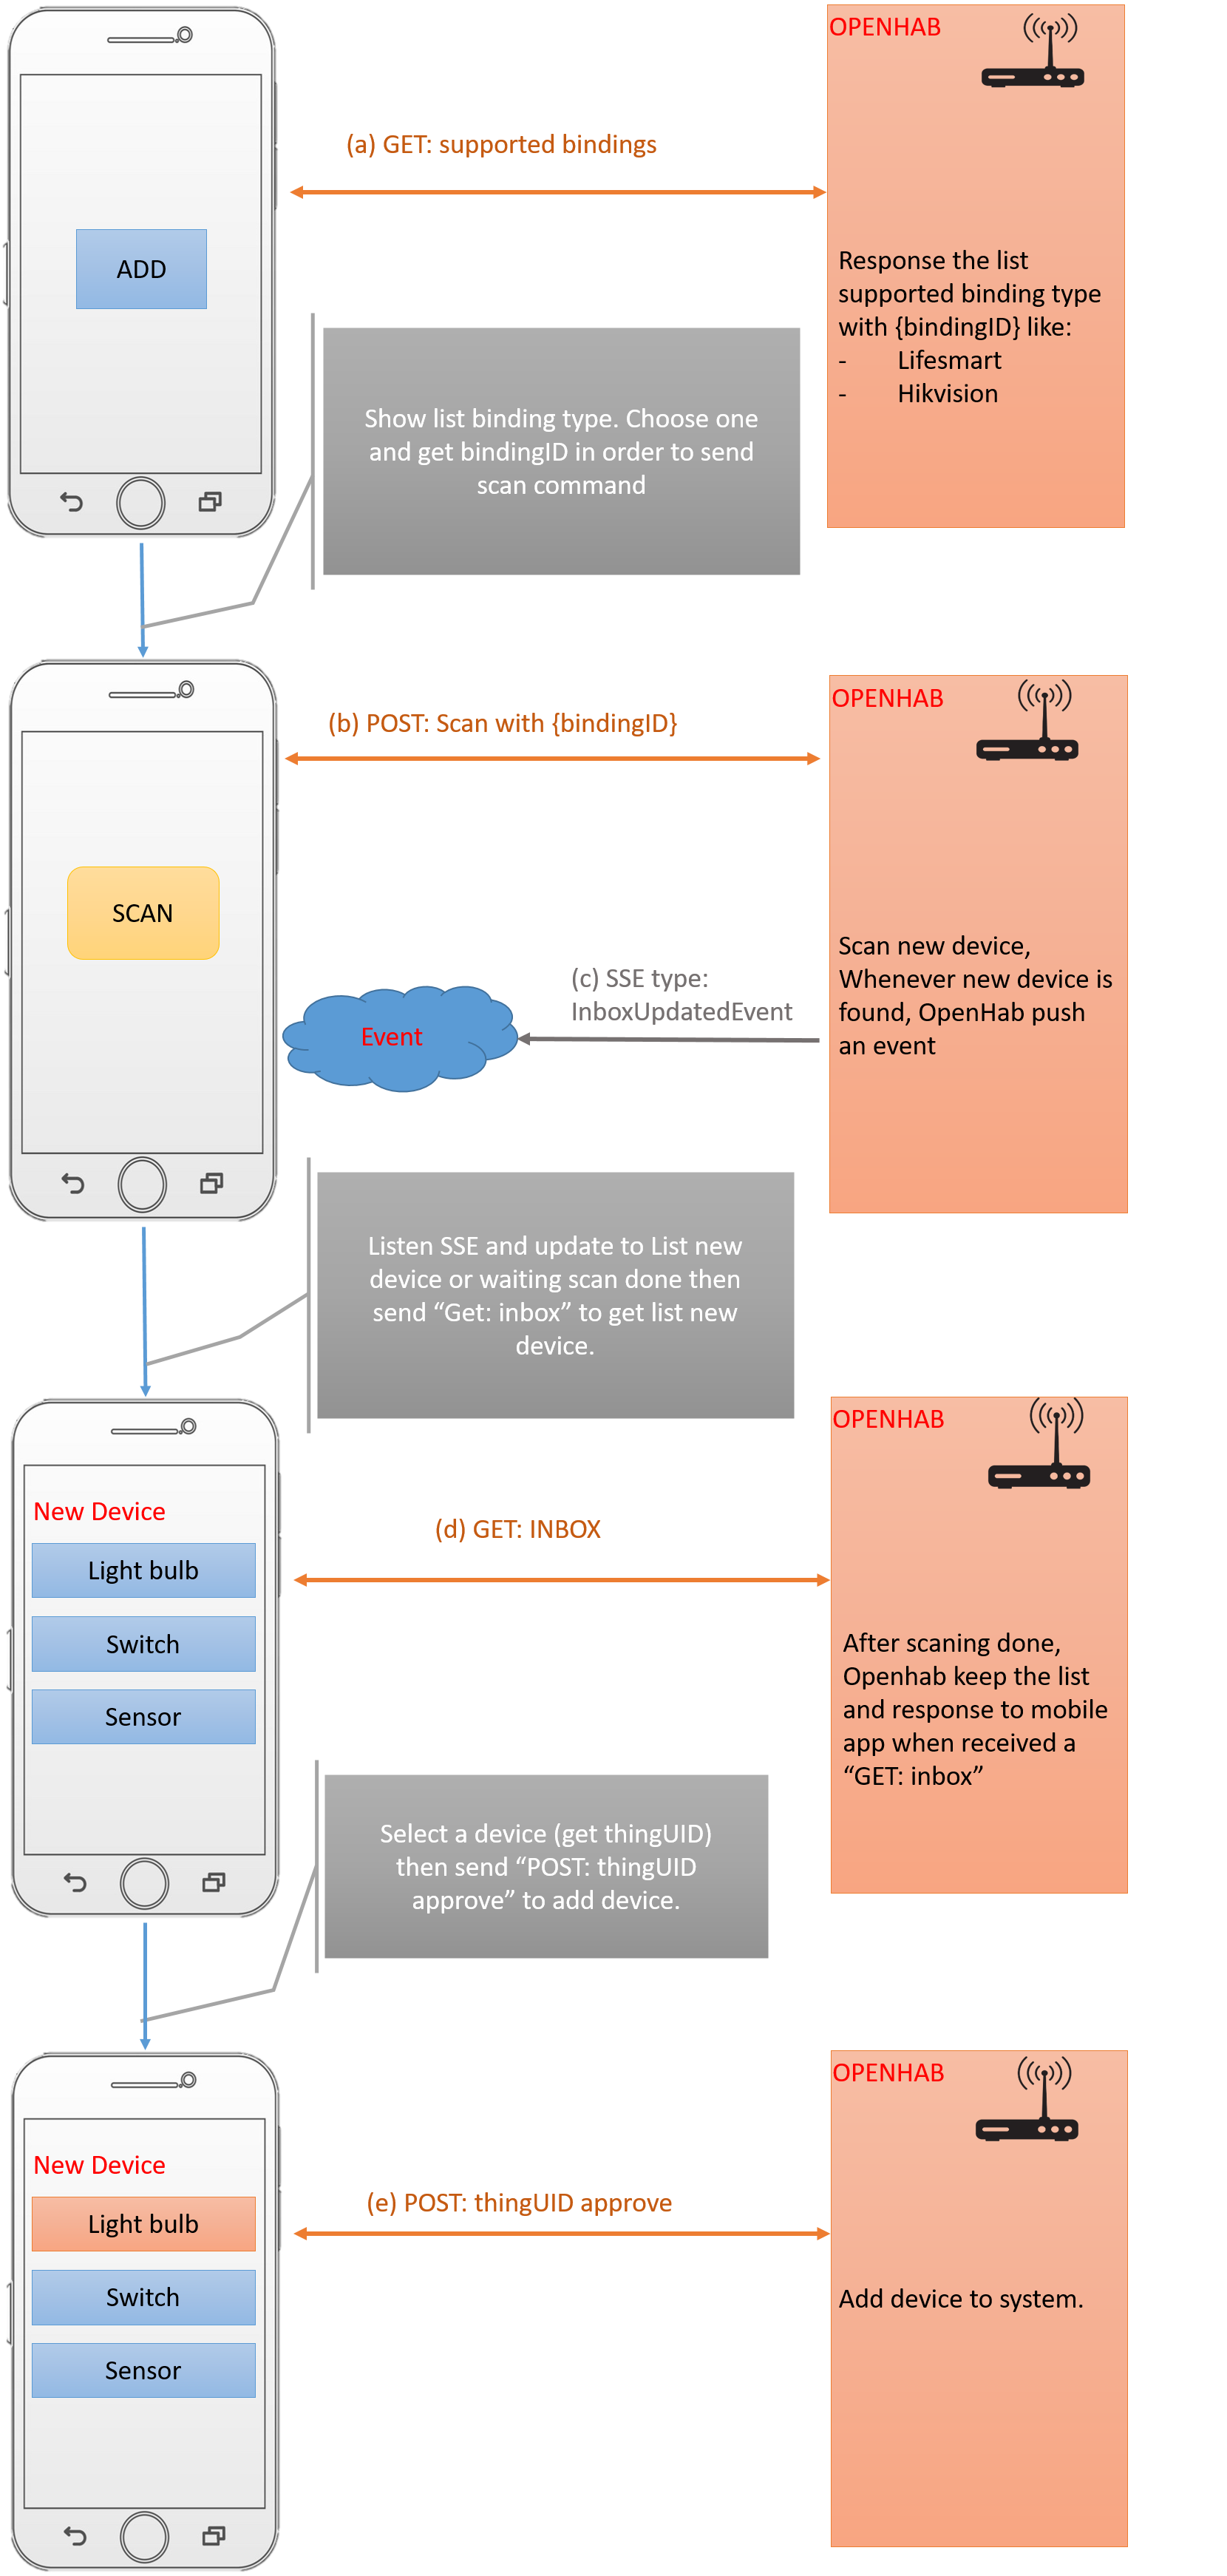 OPENHAB
(a) GET: supported bindings
ADD
Response the list
supported binding type
with {bindingID} like:
- Lifesmart
- Hikvision
Show list binding type. Choose one
and get bindingID in order to send
scan command
OPENHAB
(b) POST: Scan with {bindingID}
SCAN
Scan new device,
Whenever new device is
found, OpenHab push
an event
(c) SSE type:
InboxUpdatedEvent
Event
Listen SSE and update to List new
device or waiting scan done then
send “Get: inbox” to get list new
device.
OPENHAB
New Device
Light bulb
Switch
Sensor
(d) GET: INBOX
After scaning done,
Openhab keep the list
and response to mobile
app when received a
“GET: inbox”
Select a device (get thingUID)
then send “POST: thingUID
approve” to add device.
OPENHAB
New Device
Light bulb
Switch
Sensor
(e) POST: thingUID approve
Add device to system.